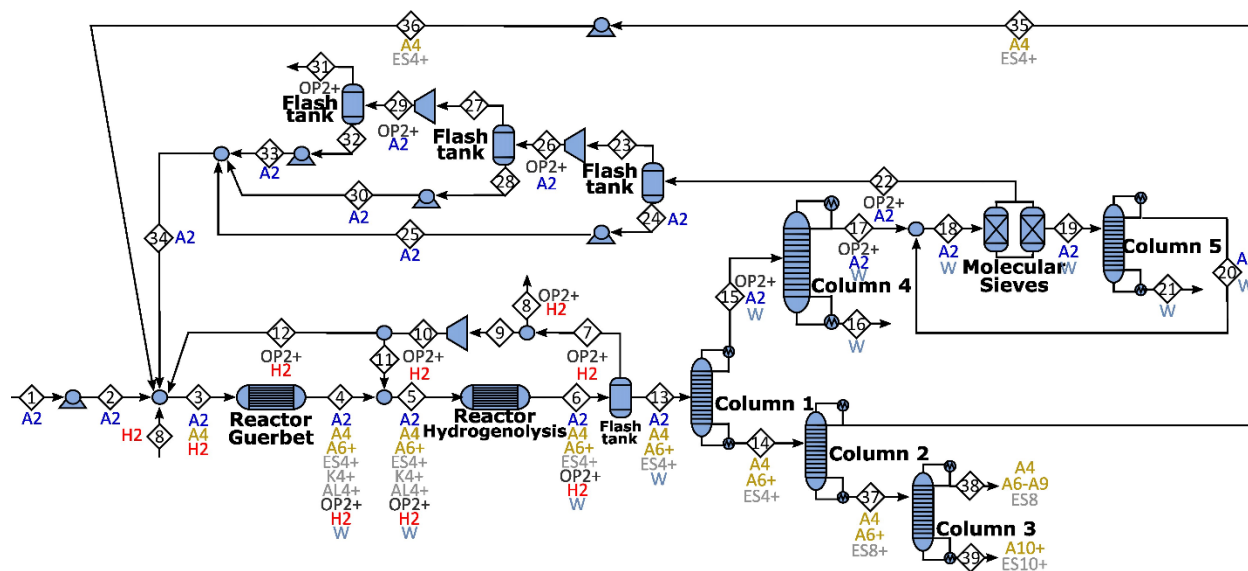 36
A4
ES4+
35
A4
ES4+
31
OP2+
Flash
tank
29
OP2+
A2
27
Flash
tank
26
OP2+
A2
23
Flash
tank
32
33
A2
28
30
A2
24
A2
25
A2
34
A2
22
OP2+
A2
17
OP2+
A2
W
18
A2
W
Molecular
Sieves
19
A2
W
Column 5
20
W
21
W
15
OP2+
A2
W
Column 4
16
W
8
OP2+
H2
12
OP2+
H2
10
OP2+
H2
9
7
OP2+
H2
11
1
A2
2
A2
H2
8
3
A2
A4
H2
Reactor
Guerbet
4
A2
A4
A6+
ES4+
K4+
AL4+
OP2+
H2
W
5
A2
A4
A6+
ES4+
K4+
AL4+
OP2+
H2
W
Reactor
Hydrogenolysis
6
A2
A4
A6+
ES4+
OP2+
H2
W
Flash
tank
13
A2
A4
A6+
ES4+
W
Column 1
14
A4
A6+
ES4+
Column 2
37
A4
A6+
ES8+
Column 3
38
A4
A6-A9
ES8
39
A10+
ES10+